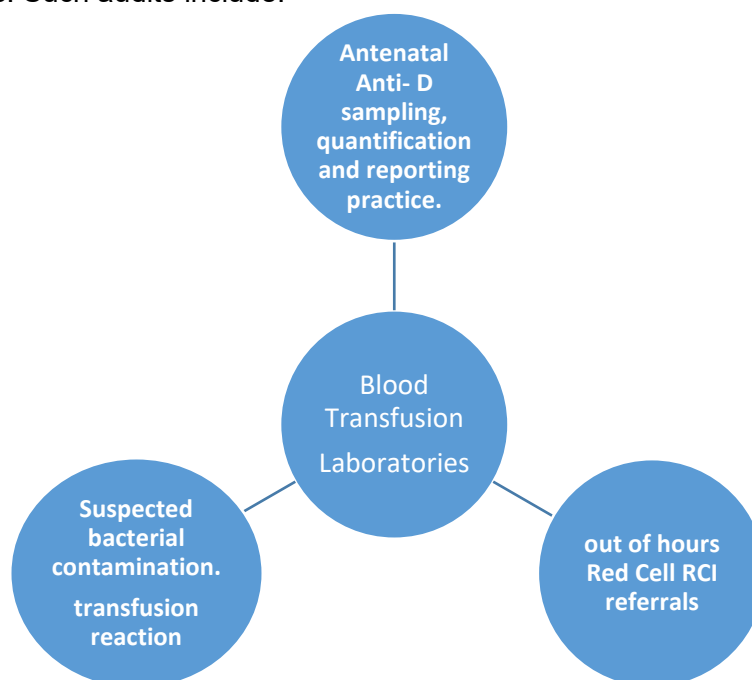 Such audits include:
Antenatal
Anti- D
sampling,
quantification
and reporting
practice.
Blood
Transfusion
Laboratories
Suspected
bacterial
contamination.
transfusion
reaction
out of hours
Red Cell RCI
referrals